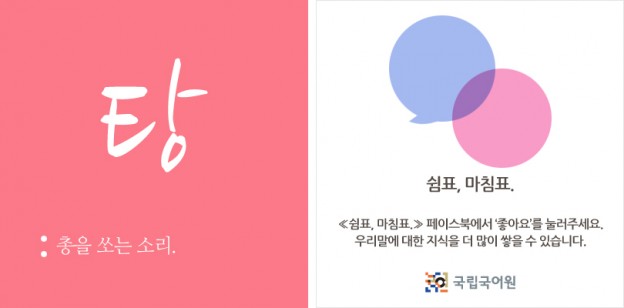 탕
: 총을 쏘는 소리.
쉼표, 마침표.
≪쉼표, 마침표.≫ 페이스북에서 '좋아요'를 눌러주세요.
우리말에 대한 지식을 더 많이 쌓을 수 있습니다.
국립국어원